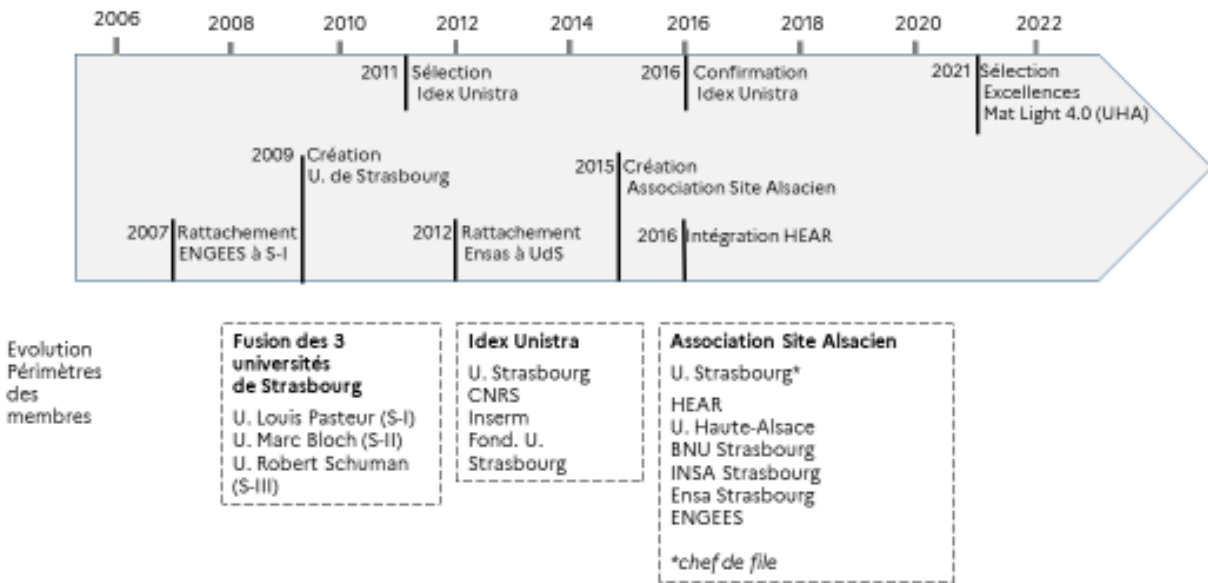 2006 2008 2010 2012 2014 2016 2018 2020 2022
2011 Sélection
Idex Unistra
2016 Confirmation
Idex Unistra
2021 Sélection
Excellences
Mat Light 4.0 (UHA)
2009 Création
U. de Strasbourg
2015 Création
Association Site Alsacien
2007 Rattachement
ENGEES à S-I
2012 Rattachement
Ensas à UdS
2016 Intégration HEAR
Evolution
Périmètres
des
membres
Fusion des 3
universités
de Strasbourg
U. Louis Pasteur (S-I)
U. Marc Bloch (S-II)
U. Robert Schuman
(S-III)
Idex Unistra
U. Strasbourg
CNRS
Inserm
Fond. U.
Strasbourg
Association Site Alsacien
U. Strasbourg*
HEAR
U. Haute-Alsace
BNU Strasbourg
INSA Strasbourg
Ensa Strasbourg
ENGEES
*chef de file